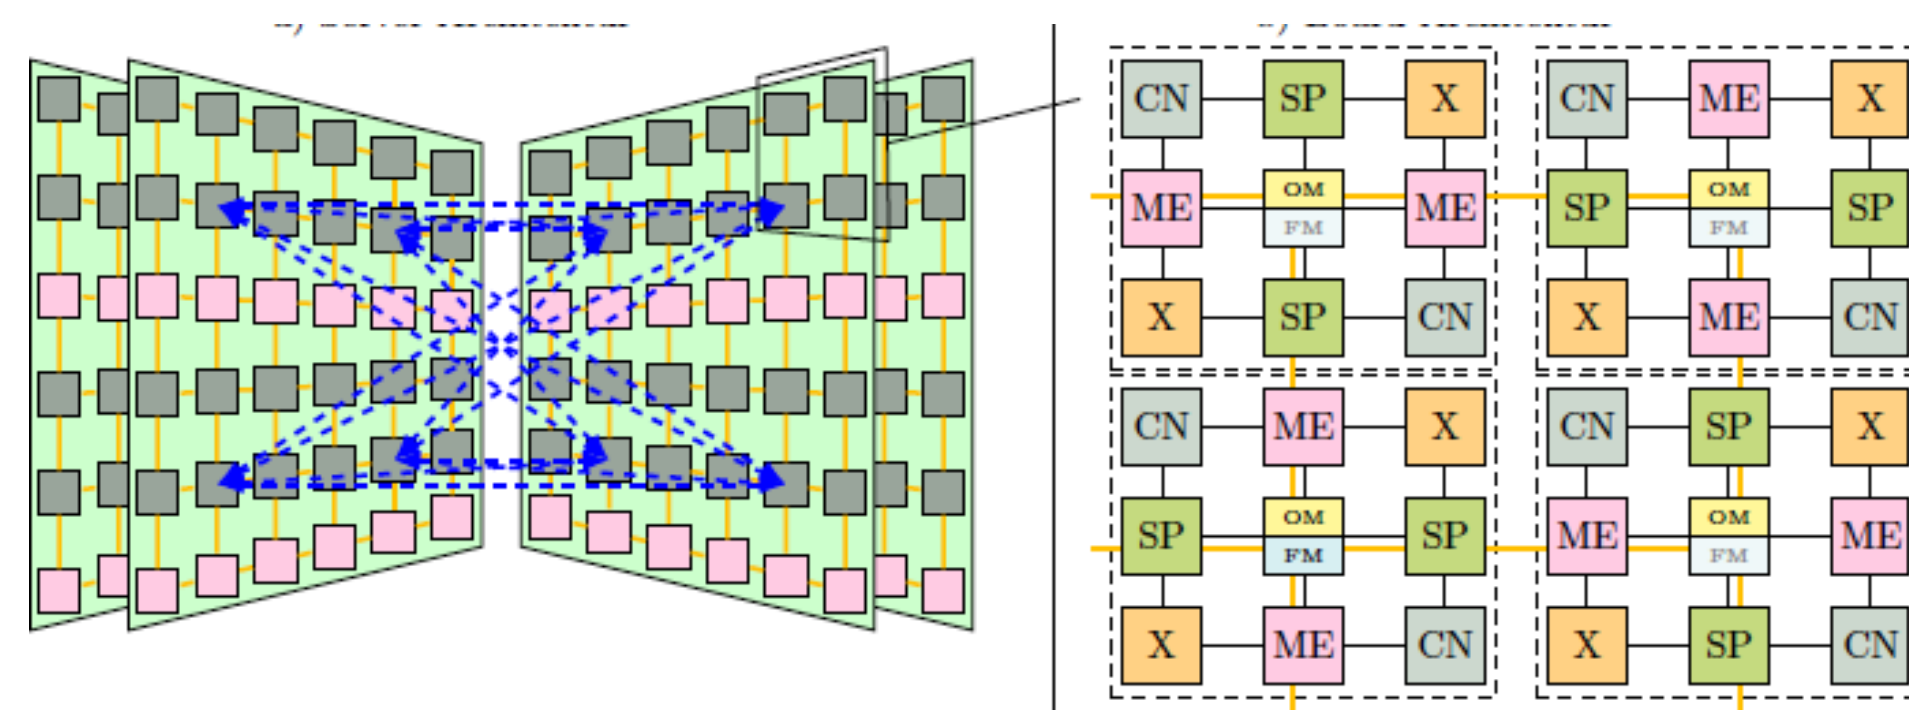 CN SP X CN ME X
ME OM ME SP OM SP
FM FM
X SP CN X ME CN
CN ME X CN SP X
SP OM SP ME OM ME
FM FM
X ME CN X SP CN